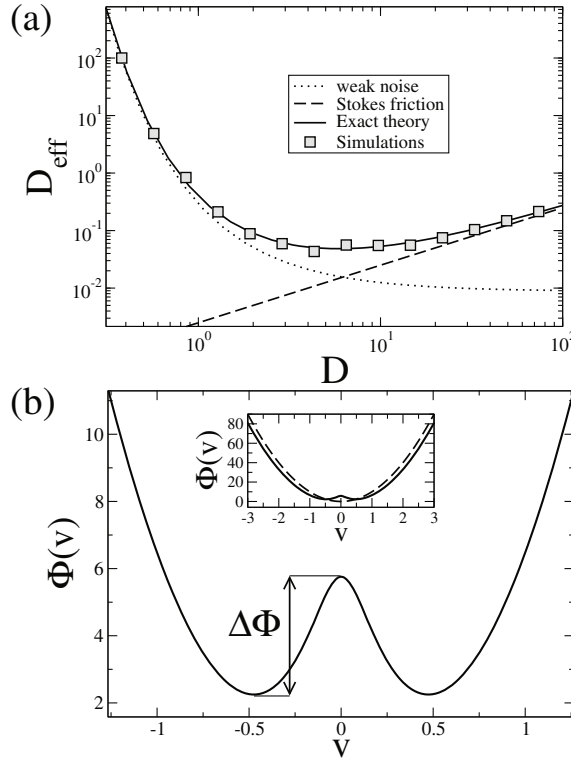 (a)
D_eff
10^2
10^1
10^0
10^-1
10^-2
weak noise
Stokes friction
Exact theory
Simulations
10^0 10^1 10^2
D
(b)
Φ(v)
10
8
6
4
2
Φ(v)
80
60
40
20
0
-3 -2 -1 0 1 2 3
v
ΔΦ
-1 -0.5 0 0.5 1
v